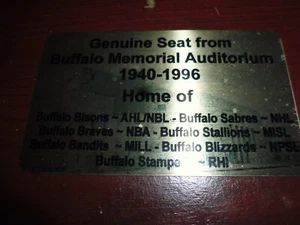 Genuine Seat from
Buffalo Memorial Auditorium
1940-1996
Home of
Buffalo Bisons ~ AHL/NBL - Buffalo Sabres ~ NHL
Buffalo Braves ~ NBA - Buffalo Stallions ~ MISL
Buffalo Bandits ~ MILL - Buffalo Blizzards ~ NPSL
Buffalo Stampede ~ RHI